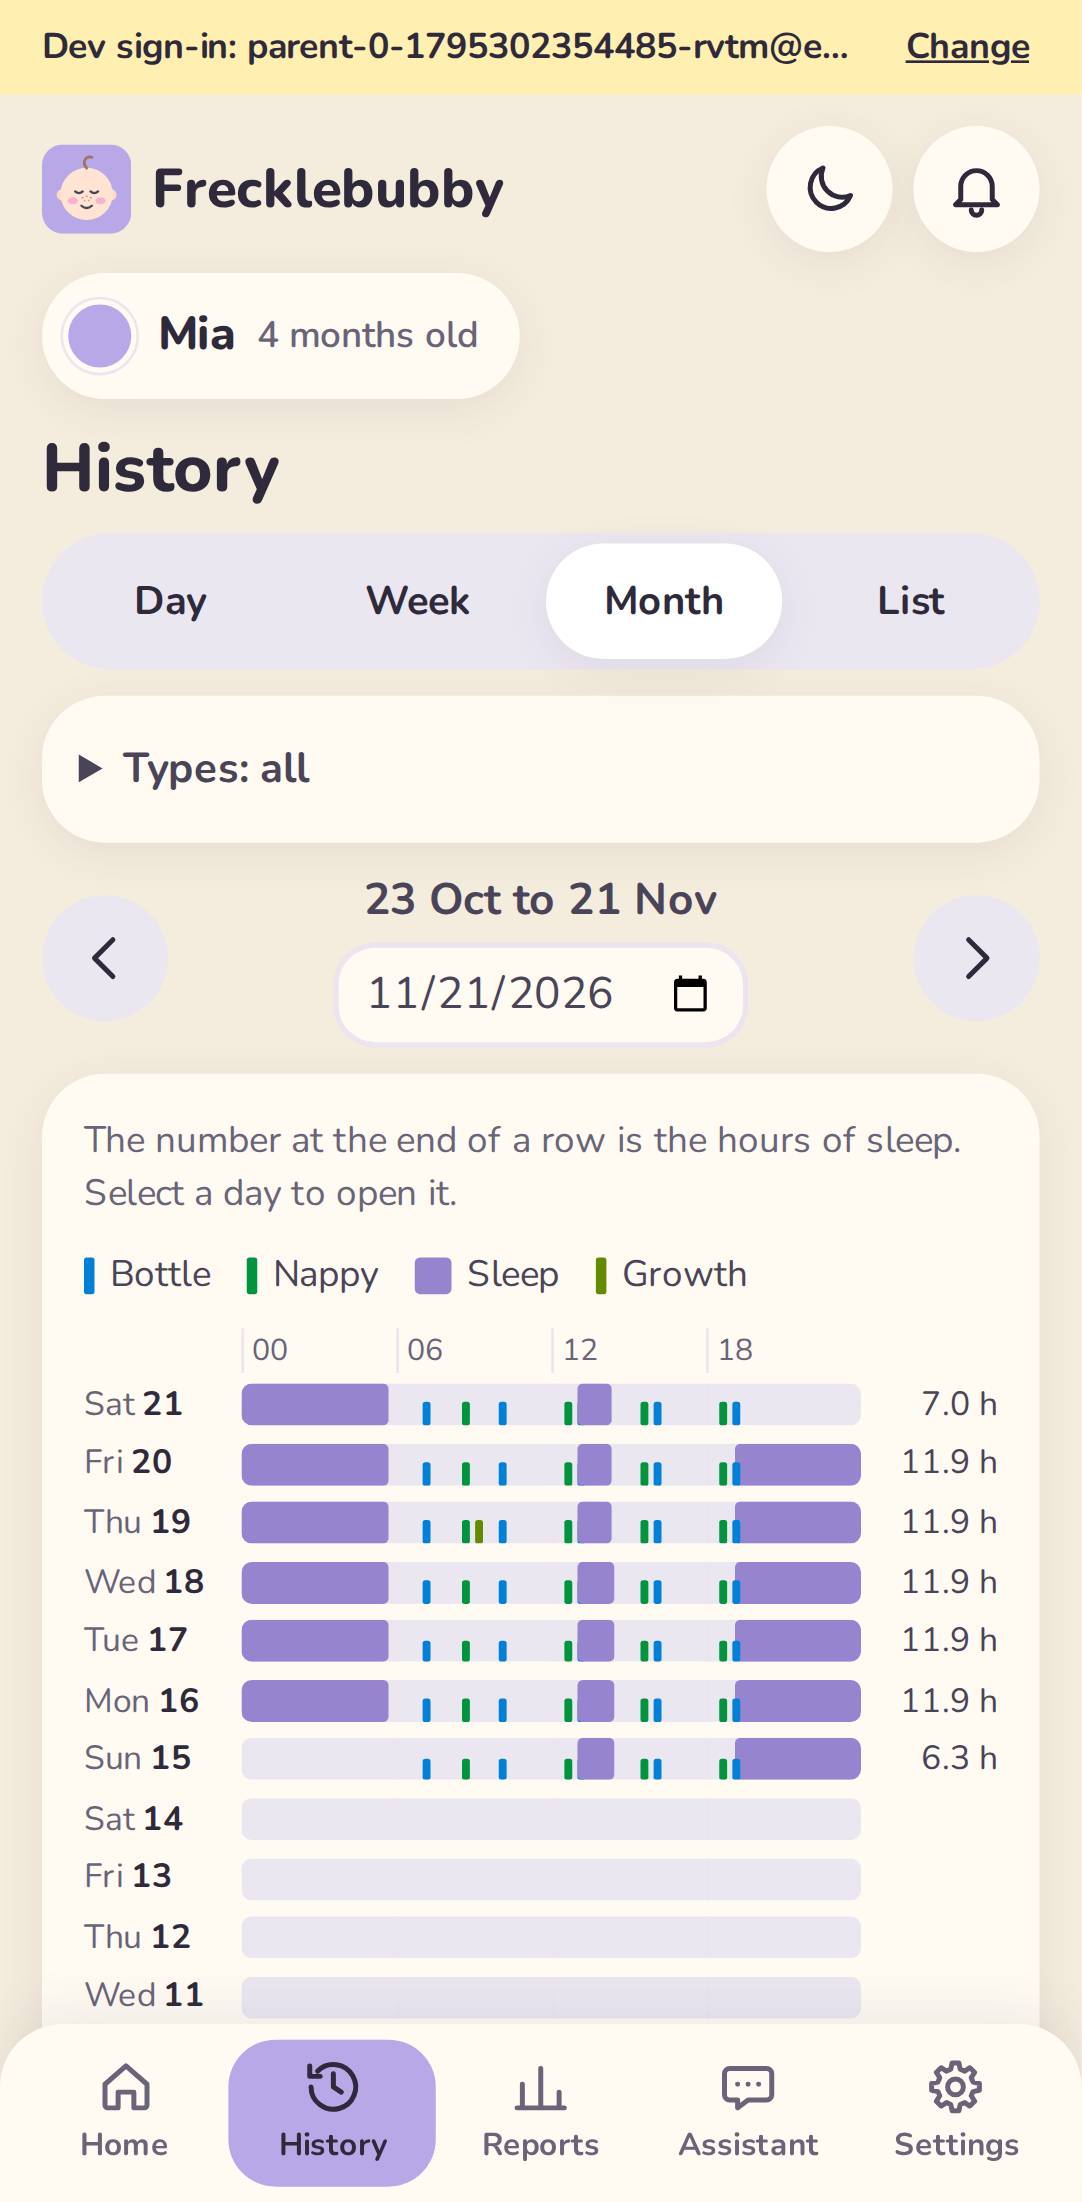 Dev sign-in: parent-0-1795302354485-rvtm@e... Change
Frecklebubby
Mia 4 months old
History
Day Week Month List
Types: all
23 Oct to 21 Nov
11/21/2026
The number at the end of a row is the hours of sleep.
Select a day to open it.
Bottle Nappy Sleep Growth
00 06 12 18
Sat 21 7.0 h
Fri 20 11.9 h
Thu 19 11.9 h
Wed 18 11.9 h
Tue 17 11.9 h
Mon 16 11.9 h
Sun 15 6.3 h
Sat 14
Fri 13
Thu 12
Wed 11
Home History Reports Assistant Settings